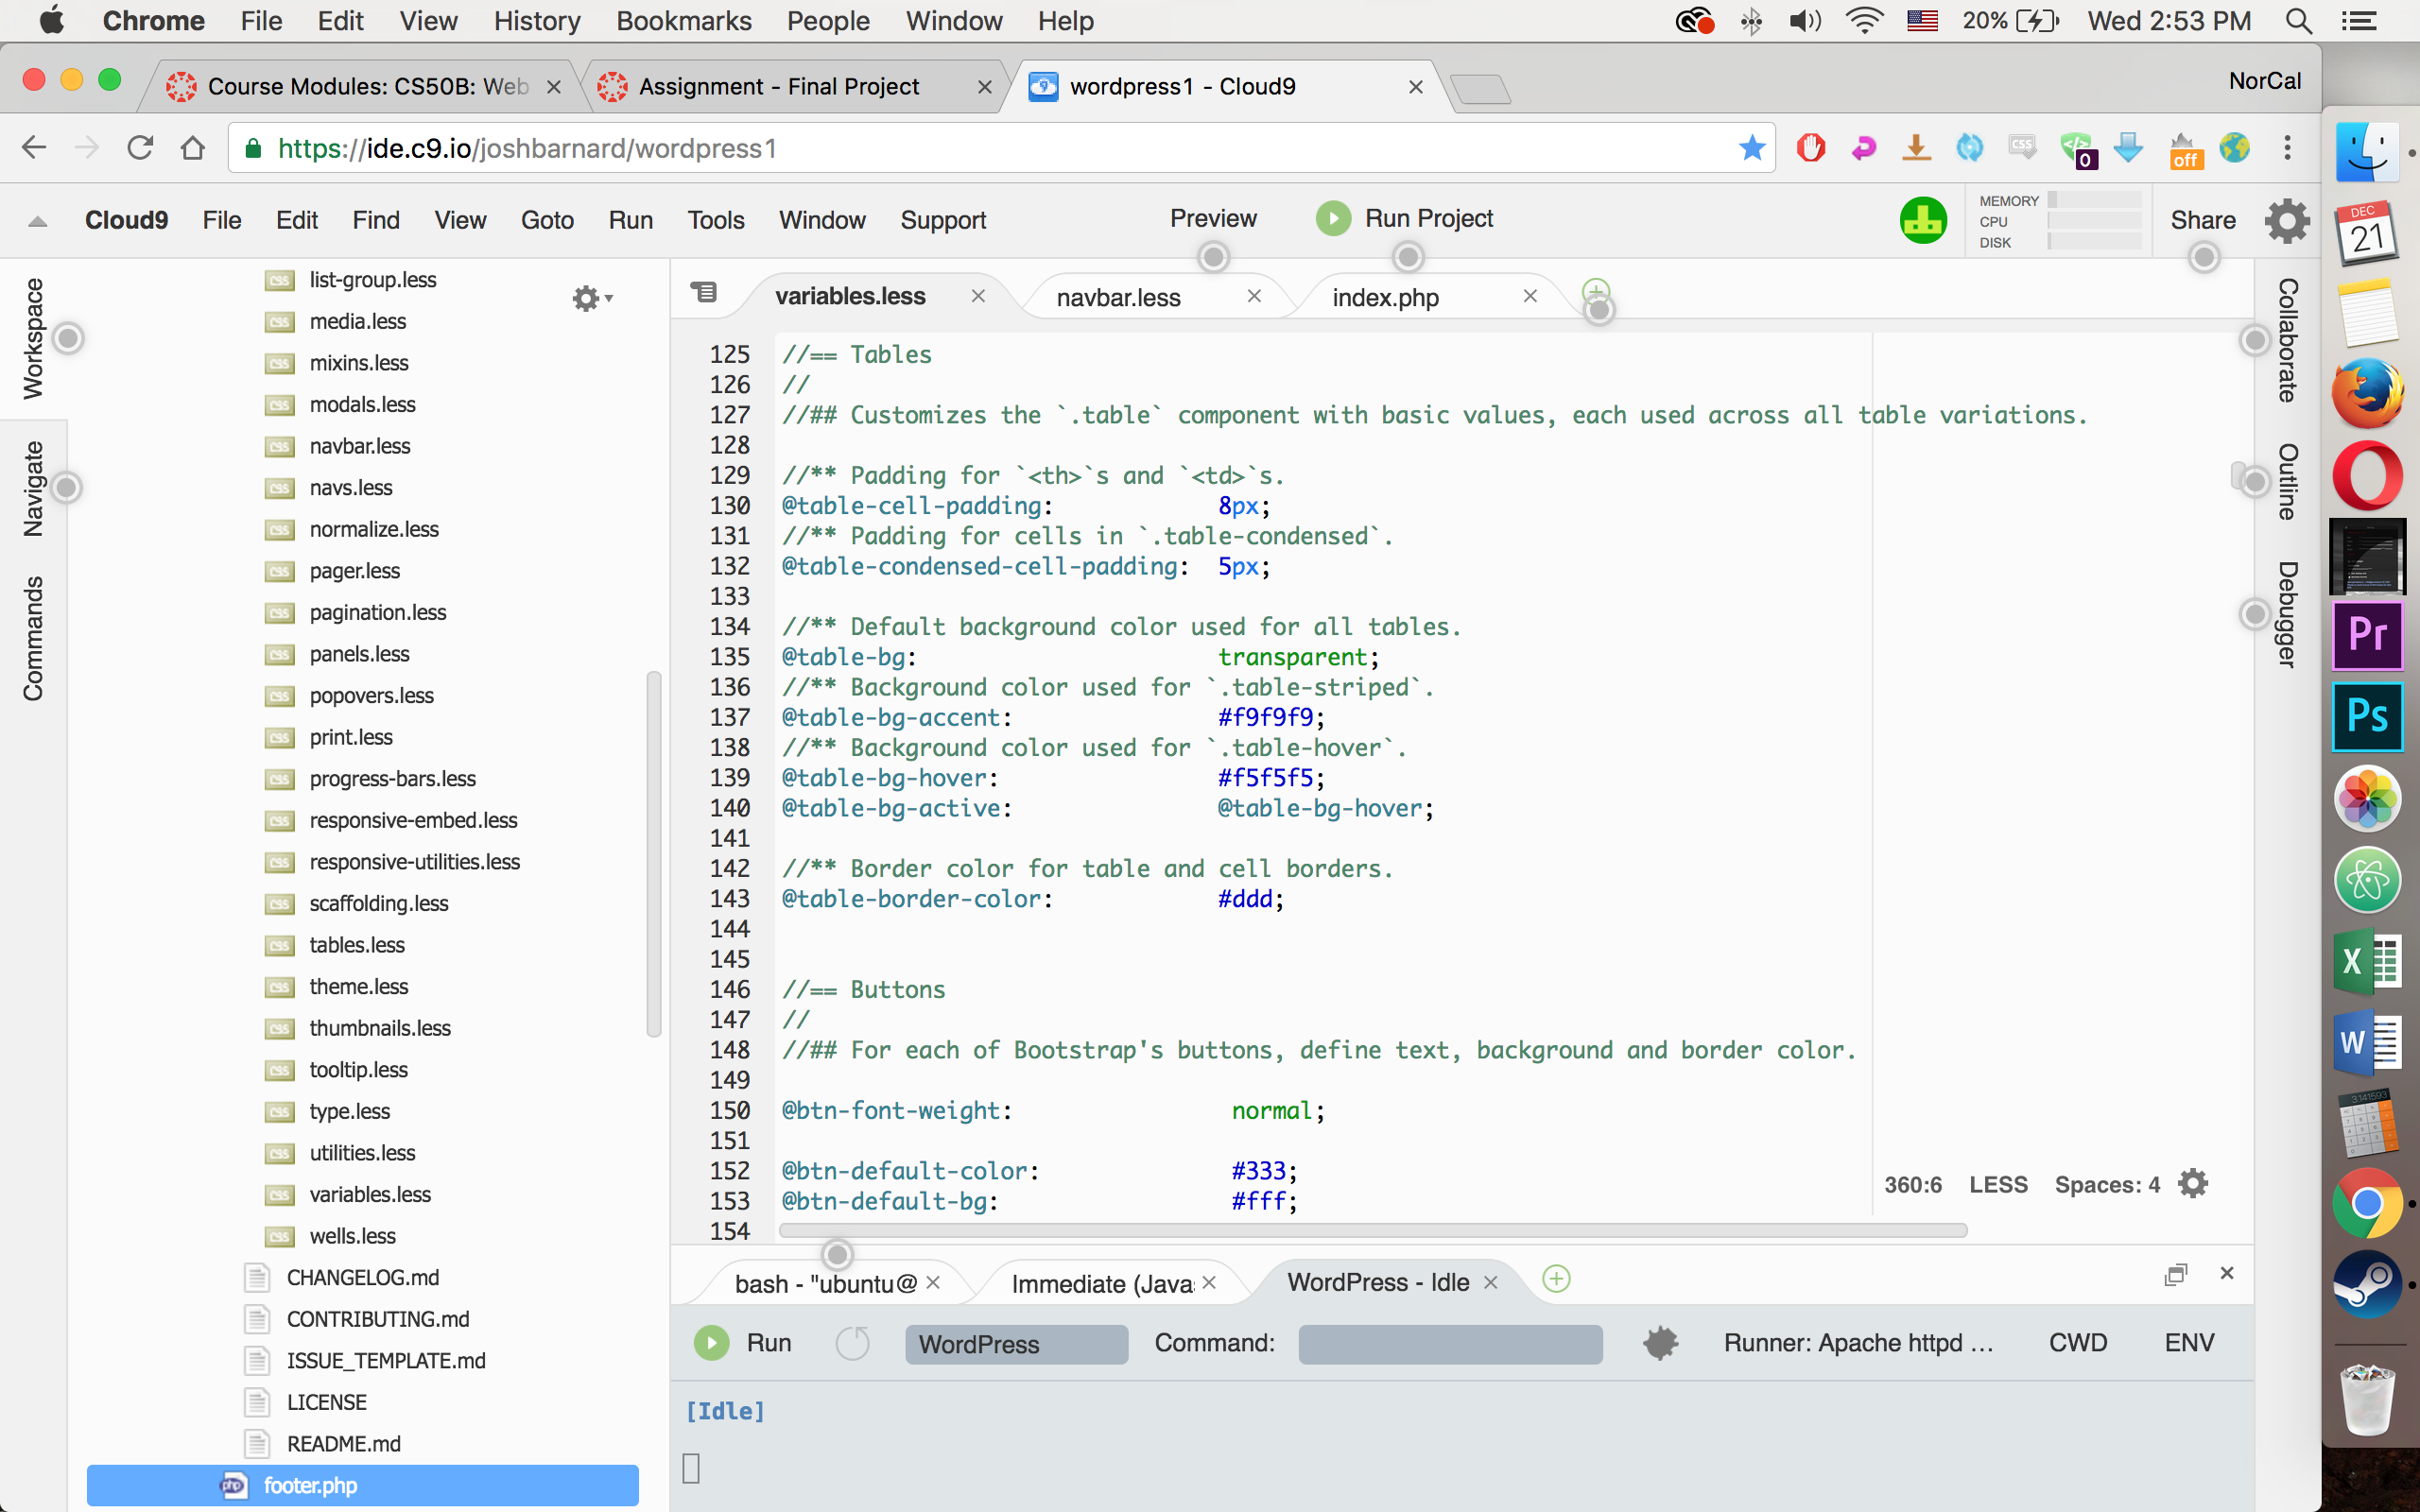 Chrome File Edit View History Bookmarks People Window Help 20% Wed 2:53 PM
Course Modules: CS50B: Web Assignment - Final Project wordpress1 - Cloud9 NorCal
https://ide.c9.io/joshbarnard/wordpress1 CSS 0 off
Cloud9 File Edit Find View Goto Run Tools Window Support Preview Run Project MEMORY CPU DISK Share
Workspace
Navigate
Commands
list-group.less
media.less
mixins.less
modals.less
navbar.less
navs.less
normalize.less
pager.less
pagination.less
panels.less
popovers.less
print.less
progress-bars.less
responsive-embed.less
responsive-utilities.less
scaffolding.less
tables.less
theme.less
thumbnails.less
tooltip.less
type.less
utilities.less
variables.less
wells.less
CHANGELOG.md
CONTRIBUTING.md
ISSUE_TEMPLATE.md
LICENSE
README.md
php footer.php
variables.less navbar.less index.php
125 //== Tables
126 //
127 //## Customizes the `.table` component with basic values, each used across all table variations.
128
129 //** Padding for `<th>`s and `<td>`s.
130 @table-cell-padding: 8px;
131 //** Padding for cells in `.table-condensed`.
132 @table-condensed-cell-padding: 5px;
133
134 //** Default background color used for all tables.
135 @table-bg: transparent;
136 //** Background color used for `.table-striped`.
137 @table-bg-accent: #f9f9f9;
138 //** Background color used for `.table-hover`.
139 @table-bg-hover: #f5f5f5;
140 @table-bg-active: @table-bg-hover;
141
142 //** Border color for table and cell borders.
143 @table-border-color: #ddd;
144
145
146 //== Buttons
147 //
148 //## For each of Bootstrap's buttons, define text, background and border color.
149
150 @btn-font-weight: normal;
151
152 @btn-default-color: #333;
153 @btn-default-bg: #fff;
154
360:6 LESS Spaces: 4
bash - "ubuntu@ Immediate (Java: WordPress - Idle
Run WordPress Command: Runner: Apache httpd ... CWD ENV
[Idle]
Collaborate
Outline
Debugger
DEC
21
Pr
Ps
X
W
3.141593